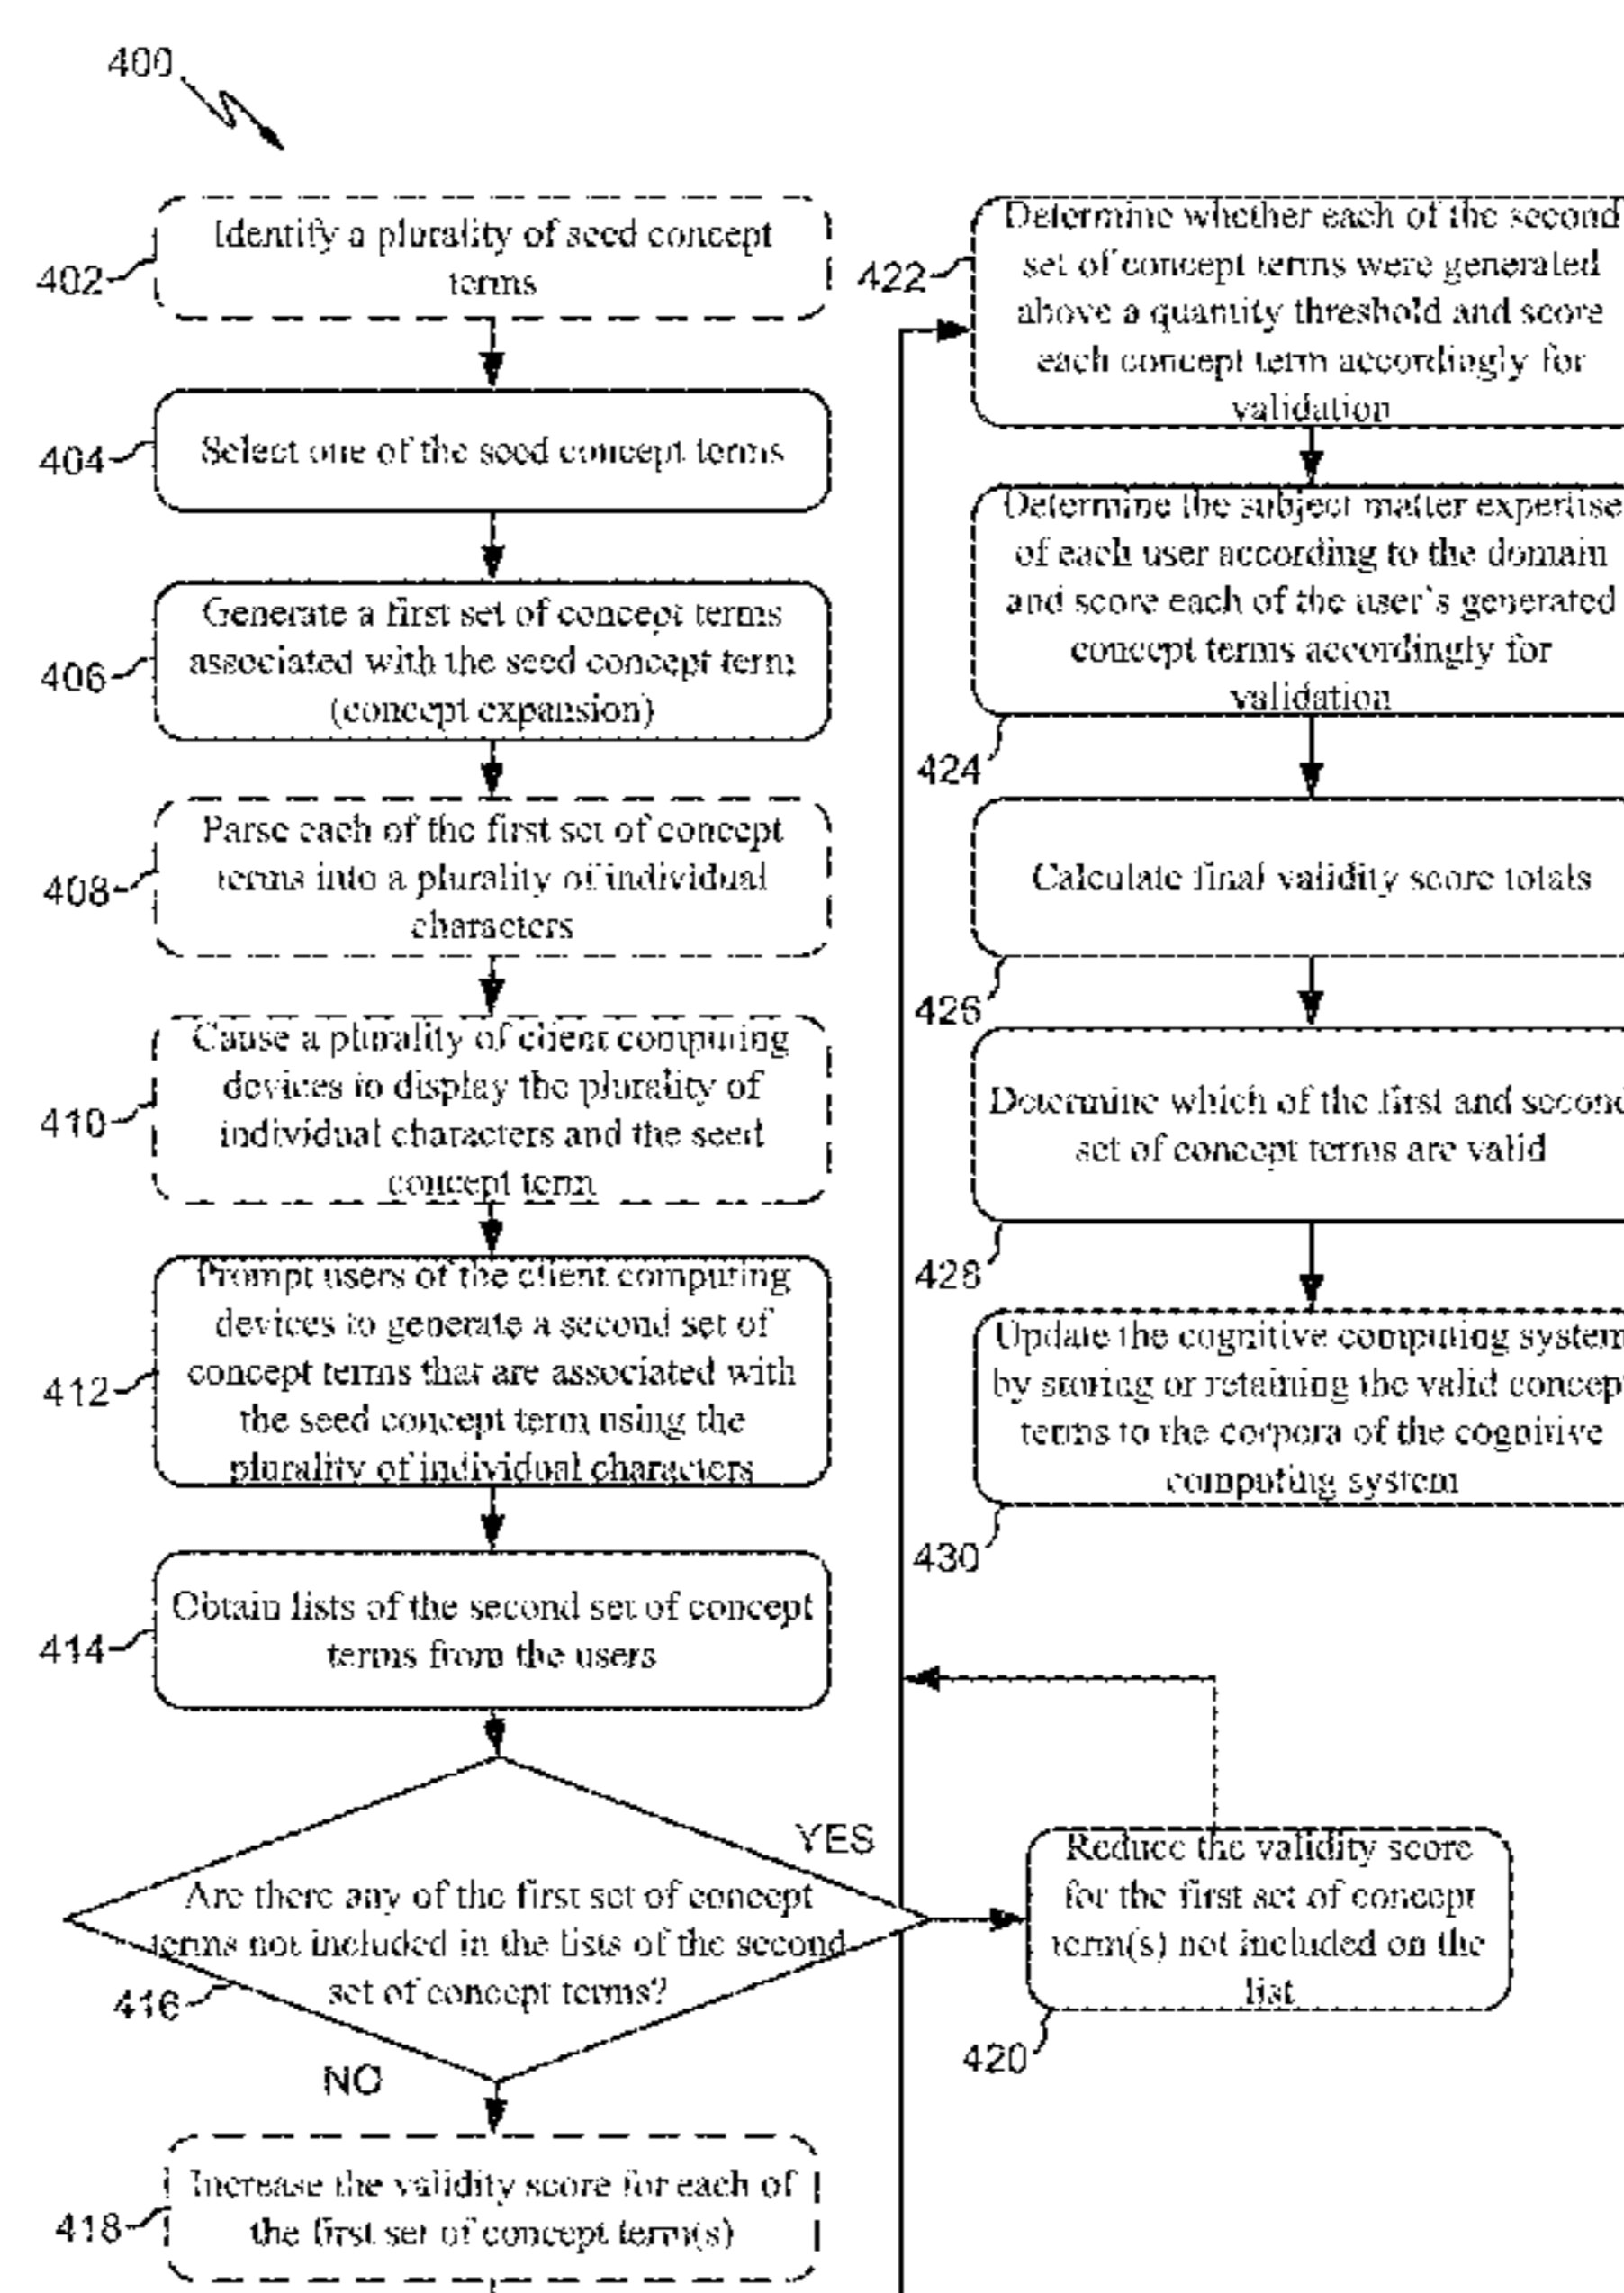 400
402
Identify a plurality of seed concept
terms
404
Select one of the seed concept terms
406
Generate a first set of concept terms
associated with the seed concept term
(concept expansion)
408
Parse each of the first set of concept
terms into a plurality of individual
characters
410
Cause a plurality of client computing
devices to display the plurality of
individual characters and the seed
concept term
412
Prompt users of the client computing
devices to generate a second set of
concept terms that are associated with
the seed concept term using the
plurality of individual characters
414
Obtain lists of the second set of concept
terms from the users
416
Are there any of the first set of concept
terms not included in the lists of the second
set of concept terms?
YES
NO
418
Increase the validity score for each of
the first set of concept term(s)
420
Reduce the validity score
for the first set of concept
term(s) not included on the
list
422
Determine whether each of the second
set of concept terms were generated
above a quantity threshold and score
each concept term accordingly for
validation
424
Determine the subject matter expertise
of each user according to the domain
and score each of the user's generated
concept terms accordingly for
validation
426
Calculate final validity score totals
428
Determine which of the first and second
set of concept terms are valid
430
Update the cognitive computing system
by storing or retaining the valid concept
terms to the corpora of the cognitive
computing system